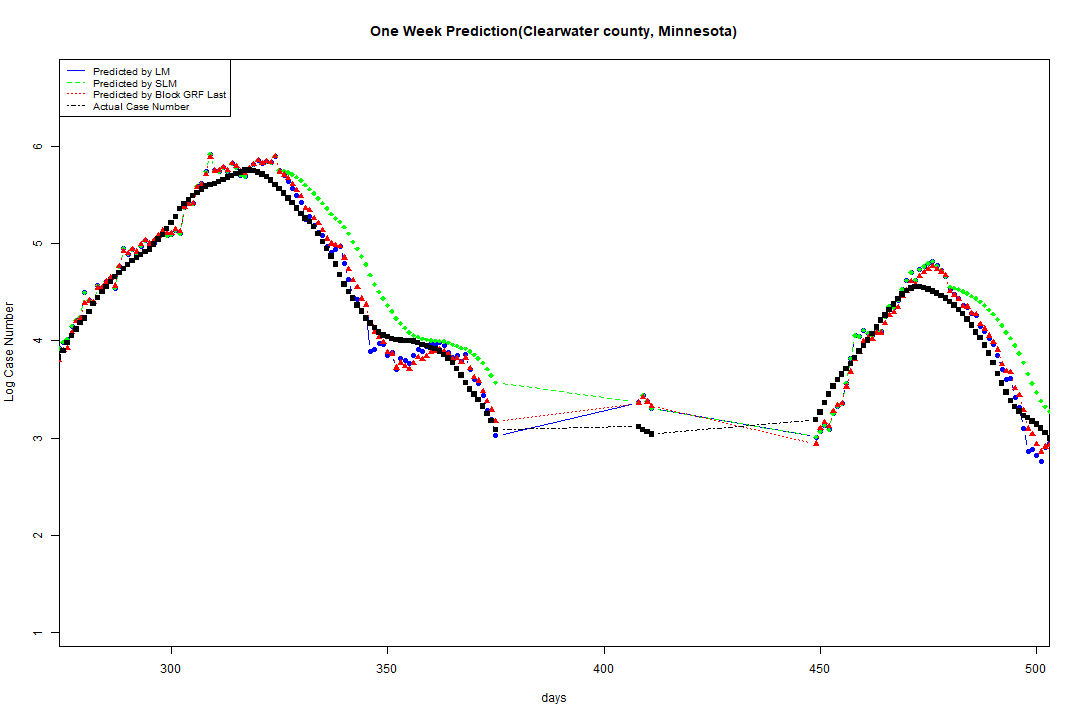 One Week Prediction(Clearwater county, Minnesota)
Predicted by LM
Predicted by SLM
Predicted by Block GRF Last
Actual Case Number
Log Case Number
6
5
4
3
2
1
300 350 400 450 500
days